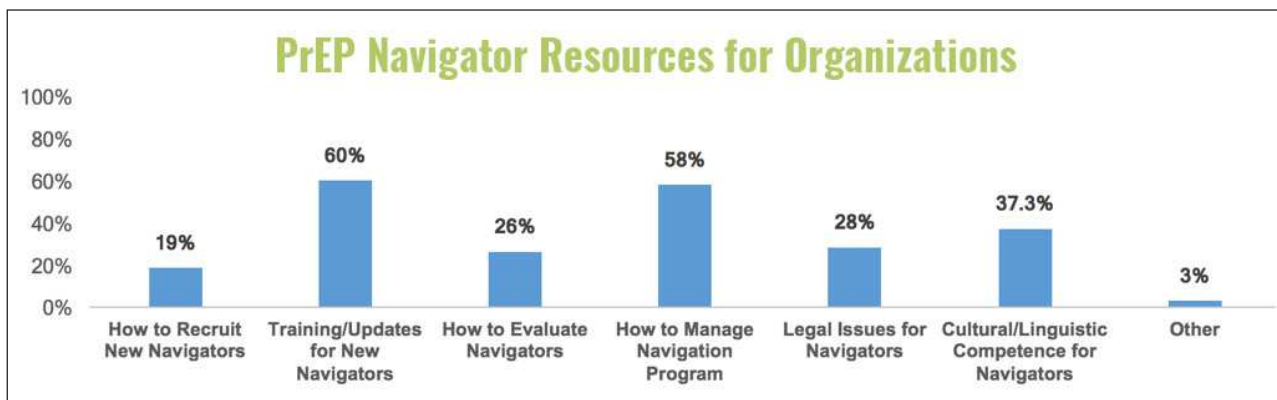 PrEP Navigator Resources for Organizations
100%
80%
60%
40%
20%
0%
19%
60%
26%
58%
28%
37.3%
3%
How to Recruit
New Navigators
Training/Updates
for New
Navigators
How to Evaluate
Navigators
How to Manage
Navigation
Program
Legal Issues for
Navigators
Cultural/Linguistic
Competence for
Navigators
Other